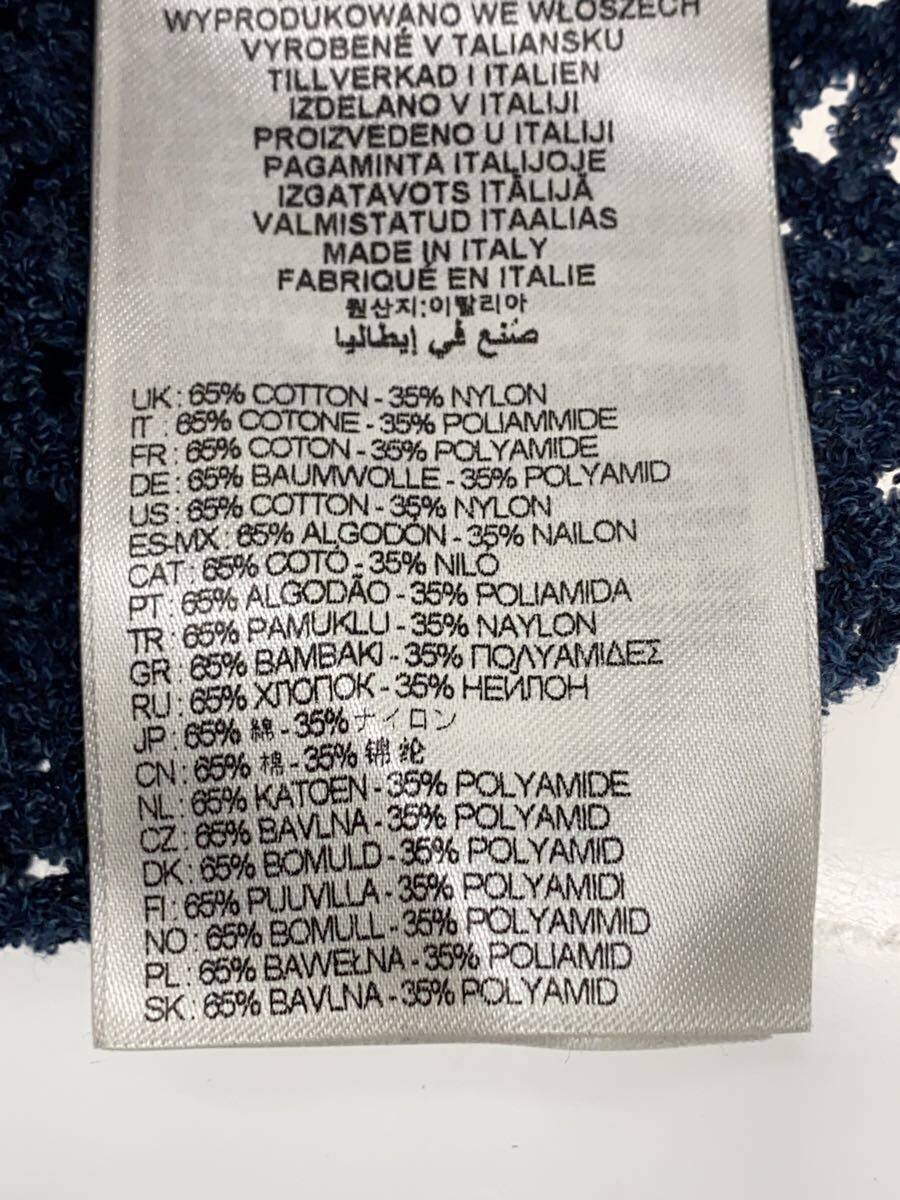 WYPRODUKOWANO WE WŁOSZECH
VYROBENÉ V TALIANSKU
TILLVERKAD I ITALIEN
IZDELANO V ITALIJI
PROIZVEDENO U ITALIJI
PAGAMINTA ITALIJOJE
IZGATAVOTS ITĀLIJĀ
VALMISTATUD ITAALIAS
MADE IN ITALY
FABRIQUÉ EN ITALIE
원산지:이탈리아
صُنع في إيطاليا
UK: 65% COTTON - 35% NYLON
IT : 65% COTONE - 35% POLIAMMIDE
FR: 65% COTON - 35% POLYAMIDE
DE: 65% BAUMWOLLE - 35% POLYAMID
US: 65% COTTON - 35% NYLON
ES-MX: 65% ALGODÓN - 35% NAILON
CAT: 65% COTÓ - 35% NILÓ
PT: 65% ALGODÃO - 35% POLIAMIDA
TR: 65% PAMUKLU - 35% NAYLON
GR: 65% BAMBAKI - 35% ΠΟΛΥΑΜΙΔΕΣ
RU: 65% ХЛОПОК - 35% НЕЙЛОН
JP: 65% 綿 - 35% ナイロン
CN: 65% 棉 - 35% 锦纶
NL: 65% KATOEN - 35% POLYAMIDE
CZ: 65% BAVLNA - 35% POLYAMID
DK: 65% BOMULD - 35% POLYAMID
FI: 65% PUUVILLA - 35% POLYAMIDI
NO: 65% BOMULL - 35% POLYAMMID
PL: 65% BAWEŁNA - 35% POLIAMID
SK: 65% BAVLNA - 35% POLYAMID